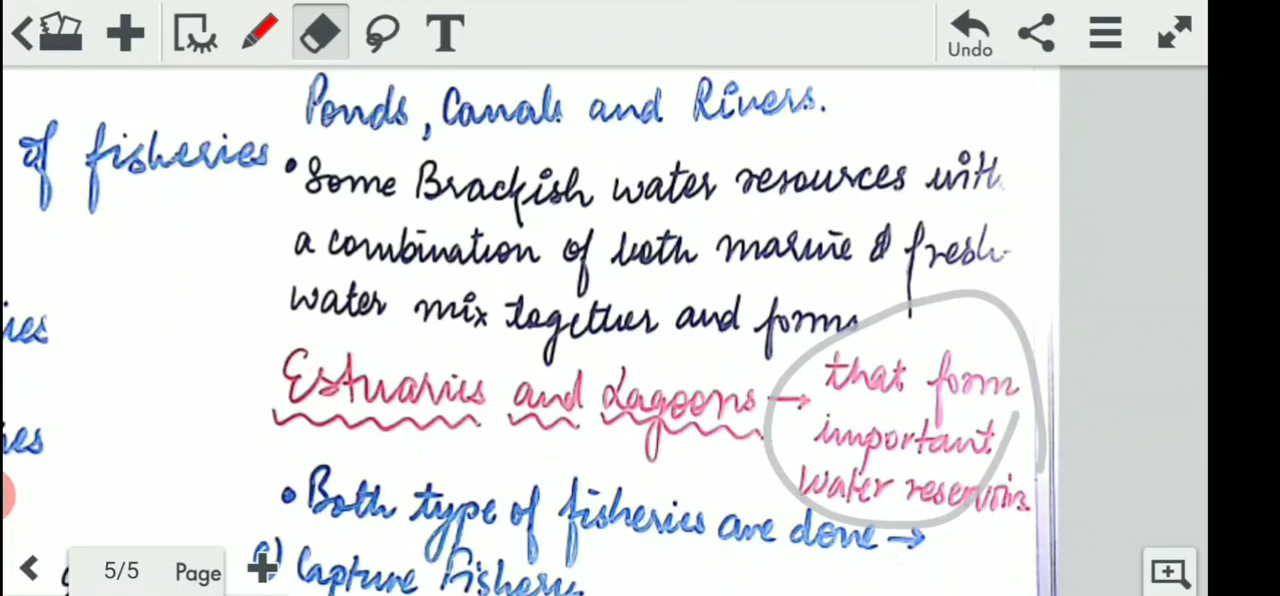 Undo
Ponds, Canals and Rivers.
of fisheries
• Some Brackish water resources with
a combination of both marine & fresh-
water mix together and forms
ies
Estuaries and Lagoons → that form
important
water reservoirs
ies
• Both type of fisheries are done →
Capture Fishery
5/5 Page